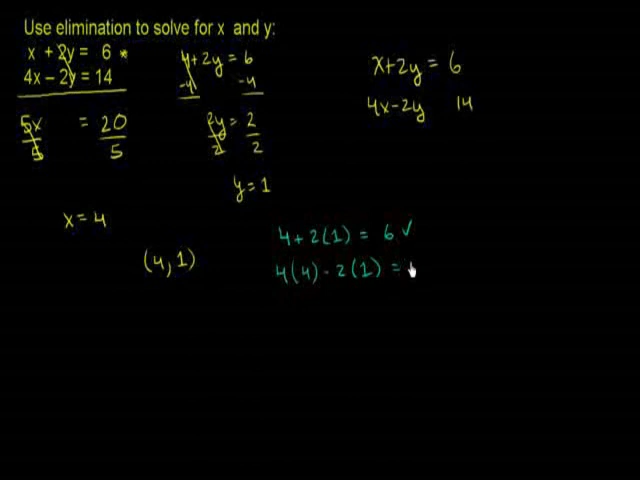 Use elimination to solve for x and y:
x + 2y = 6 *
4x – 2y = 14
5x = 20
5 5
x = 4
4 + 2y = 6
-4 -4
2y = 2
2 2
y = 1
(4, 1)
x + 2y = 6
4x - 2y 14
4 + 2(1) = 6 ✓
4(4) - 2(1) =